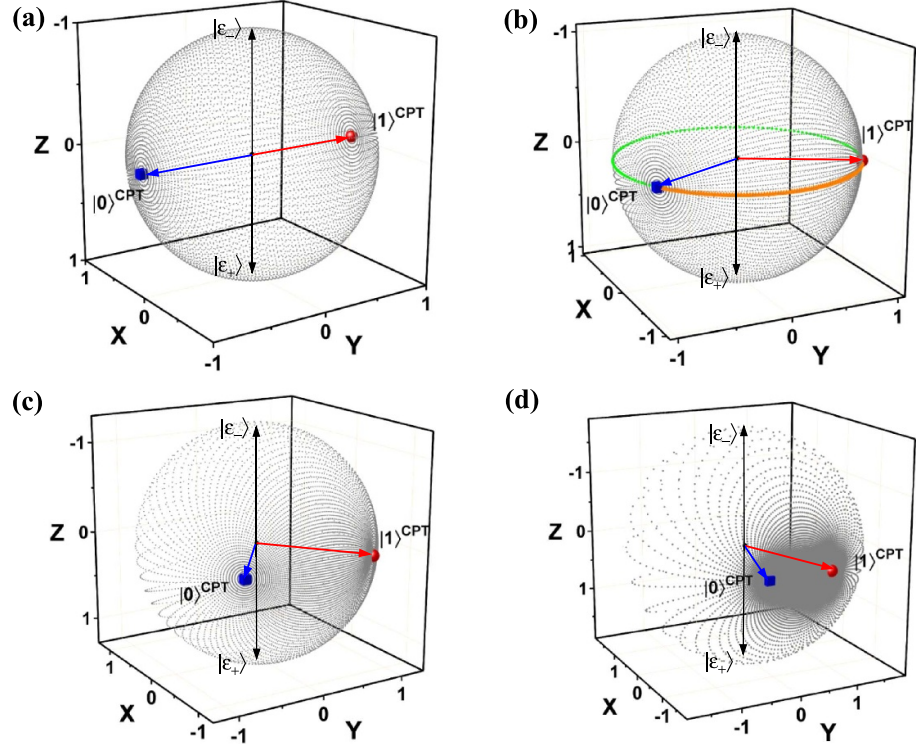 (a)
-1
|ε₋⟩
|1⟩CPT
Z 0
|0⟩CPT
|ε₊⟩
1
1
X 0
-1
0
Y
1
(b)
-1
|ε₋⟩
|1⟩CPT
Z 0
|0⟩CPT
|ε₊⟩
1
1
X 0
-1
-1
0
Y
1
(c)
-1
|ε₋⟩
Z 0
|1⟩CPT
|0⟩CPT
1
|ε₊⟩
1
X 0
-1
-1
0
Y
1
(d)
-1
|ε₋⟩
Z 0
|1⟩CPT
|0⟩CPT
1
|ε₊⟩
1
X 0
-1
-1
0
Y
1